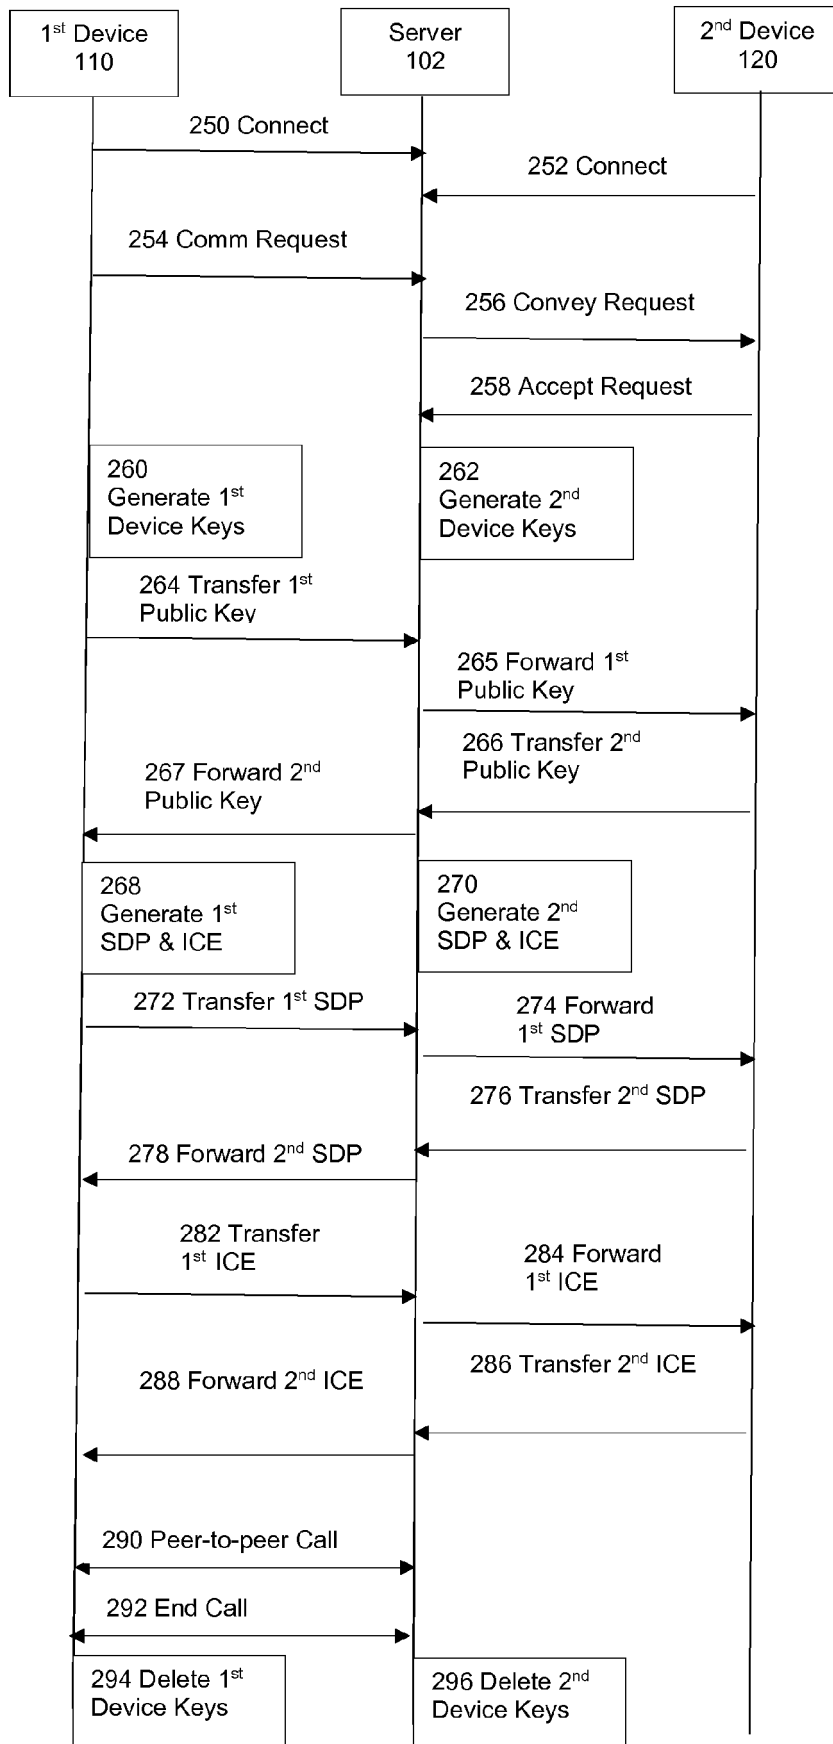 1st Device
110
Server
102
2nd Device
120
250 Connect
252 Connect
254 Comm Request
256 Convey Request
258 Accept Request
260
Generate 1st
Device Keys
262
Generate 2nd
Device Keys
264 Transfer 1st
Public Key
265 Forward 1st
Public Key
266 Transfer 2nd
Public Key
267 Forward 2nd
Public Key
268
Generate 1st
SDP & ICE
270
Generate 2nd
SDP & ICE
272 Transfer 1st SDP
274 Forward
1st SDP
276 Transfer 2nd SDP
278 Forward 2nd SDP
282 Transfer
1st ICE
284 Forward
1st ICE
286 Transfer 2nd ICE
288 Forward 2nd ICE
290 Peer-to-peer Call
292 End Call
294 Delete 1st
Device Keys
296 Delete 2nd
Device Keys